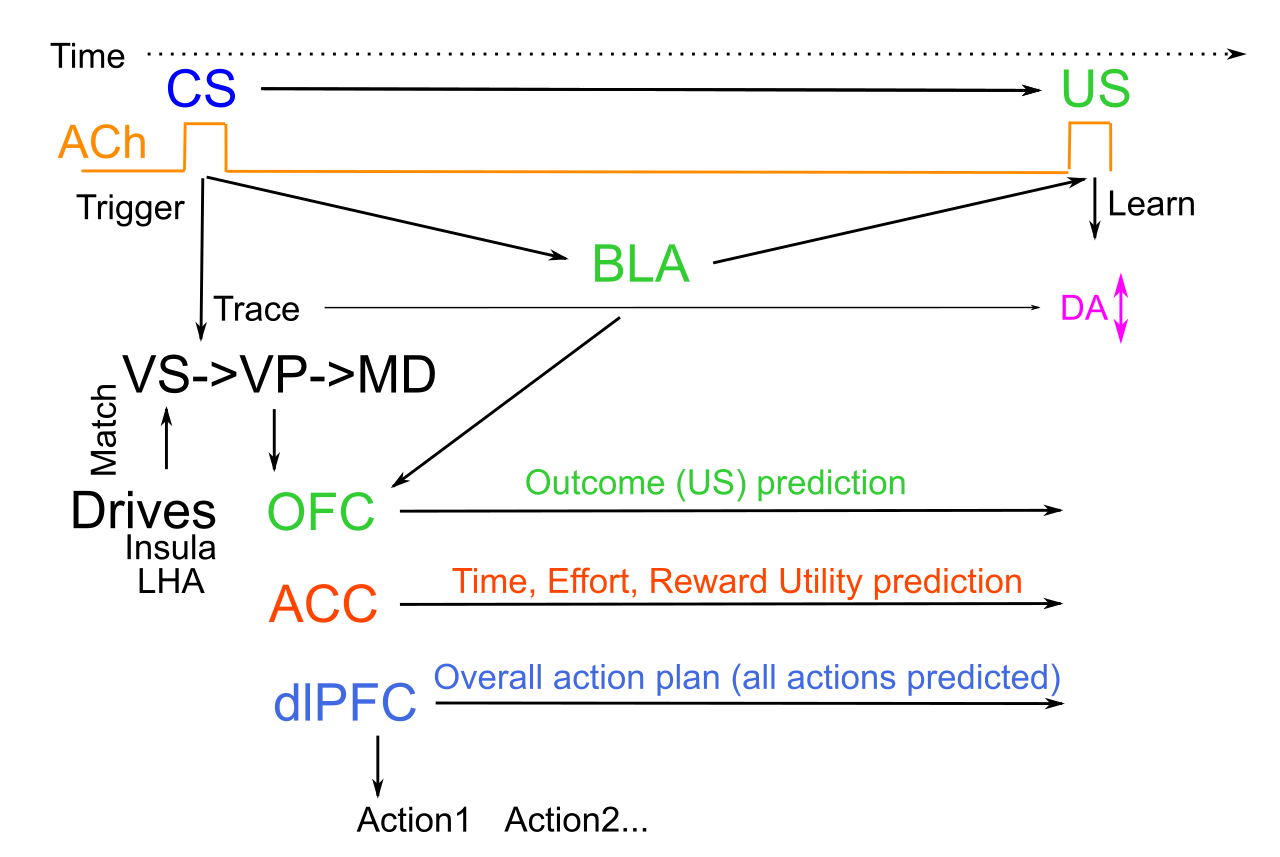 Time
CS
US
ACh
Trigger
Learn
BLA
Trace
DA
VS->VP->MD
Match
Outcome (US) prediction
Drives
OFC
Insula
LHA
Time, Effort, Reward Utility prediction
ACC
Overall action plan (all actions predicted)
dlPFC
Action1 Action2...